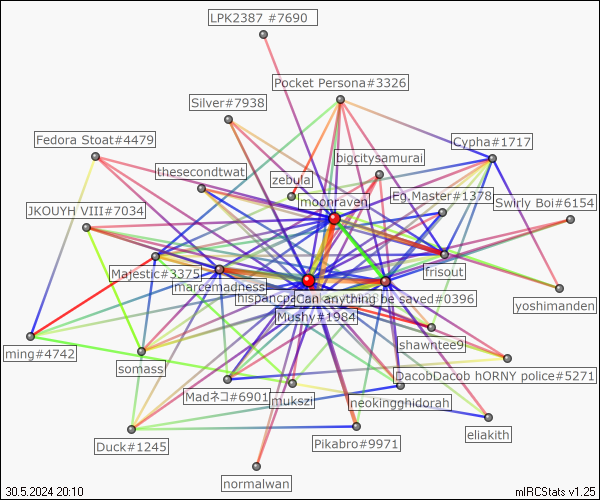 LPK2387 #7690
Pocket Persona#3326
Silver#7938
Fedora Stoat#4479
Cypha#1717
bigcitysamurai
thesecondtwat
zebula
Eg.Master#1378
moonraven
Swirly Boi#6154
JKOUYH VIII#7034
Majestic#3375
frisout
marcemadness
hispancpa
Can anything be saved#0396
yoshimanden
Mushy#1984
shawntee9
ming#4742
somass
DacobDacob hORNY police#5271
Madネコ#6901
mukszi
neokingghidorah
Duck#1245
Pikabro#9971
eliakith
normalwan
30.5.2024 20:10
mIRCStats v1.25